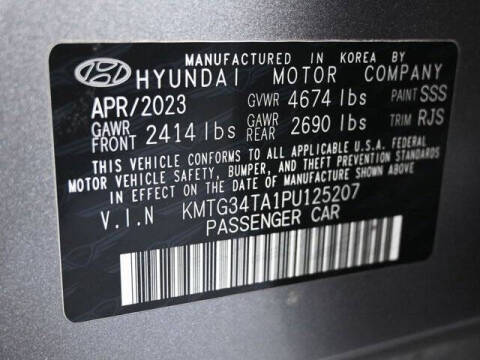 MANUFACTURED IN KOREA BY
HYUNDAI MOTOR COMPANY
APR/2023 GVWR 4674 lbs PAINT SSS
GAWR FRONT 2414 lbs GAWR REAR 2690 lbs TRIM RJS
THIS VEHICLE CONFORMS TO ALL APPLICABLE U.S.A. FEDERAL
MOTOR VEHICLE SAFETY, BUMPER, AND THEFT PREVENTION STANDARDS
IN EFFECT ON THE DATE OF MANUFACTURE SHOWN ABOVE.
V.I.N KMTG34TA1PU125207
PASSENGER CAR